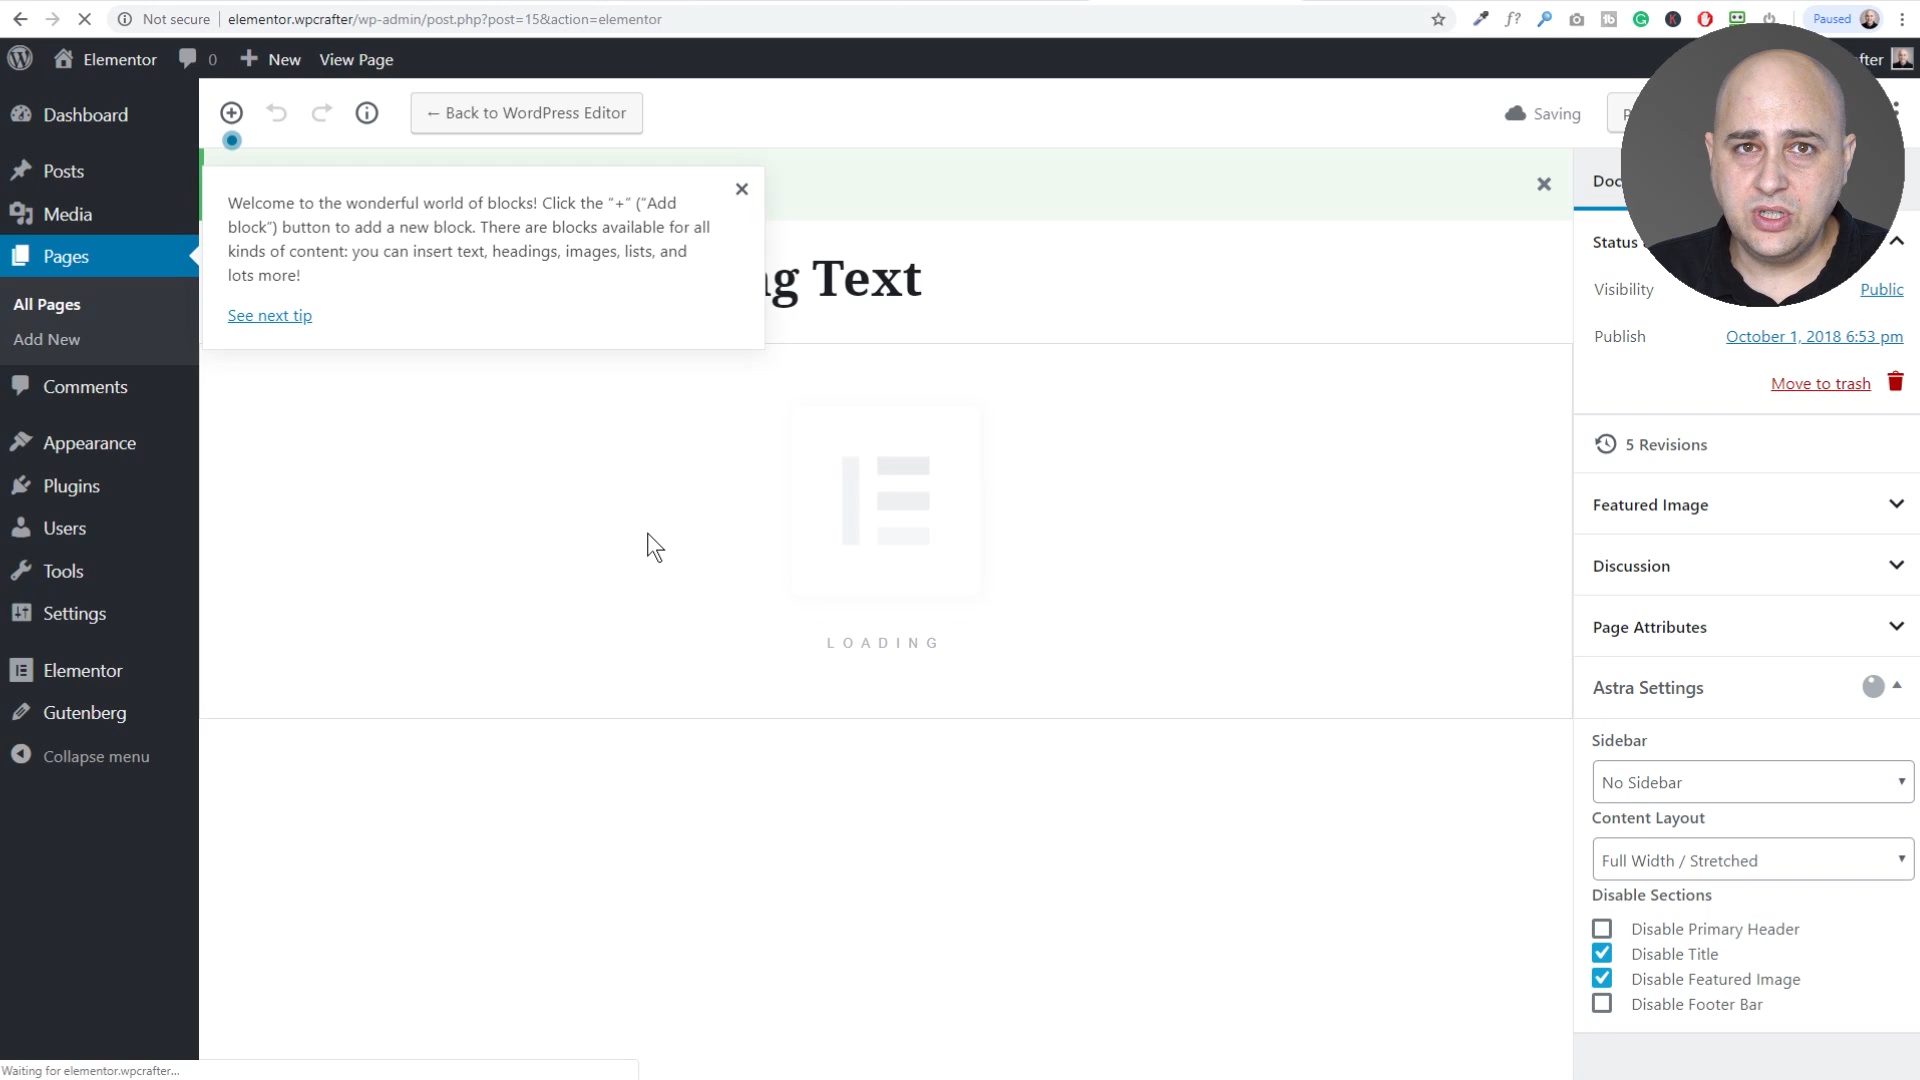 Not secure
elementor.wpcrafter/wp-admin/post.php?post=15&action=elementor
f?
Paused
Elementor
0
New
View Page
fter
Dashboard
Posts
Media
Pages
All Pages
Add New
Comments
Appearance
Plugins
Users
Tools
Settings
Elementor
Gutenberg
Collapse menu
← Back to WordPress Editor
Saving
Welcome to the wonderful world of blocks! Click the “+” (“Add
block”) button to add a new block. There are blocks available for all
kinds of content: you can insert text, headings, images, lists, and
lots more!
See next tip
g Text
LOADING
Doc
Status
Visibility
Public
Publish
October 1, 2018 6:53 pm
Move to trash
5 Revisions
Featured Image
Discussion
Page Attributes
Astra Settings
Sidebar
No Sidebar
Content Layout
Full Width / Stretched
Disable Sections
Disable Primary Header
Disable Title
Disable Featured Image
Disable Footer Bar
Waiting for elementor.wpcrafter...